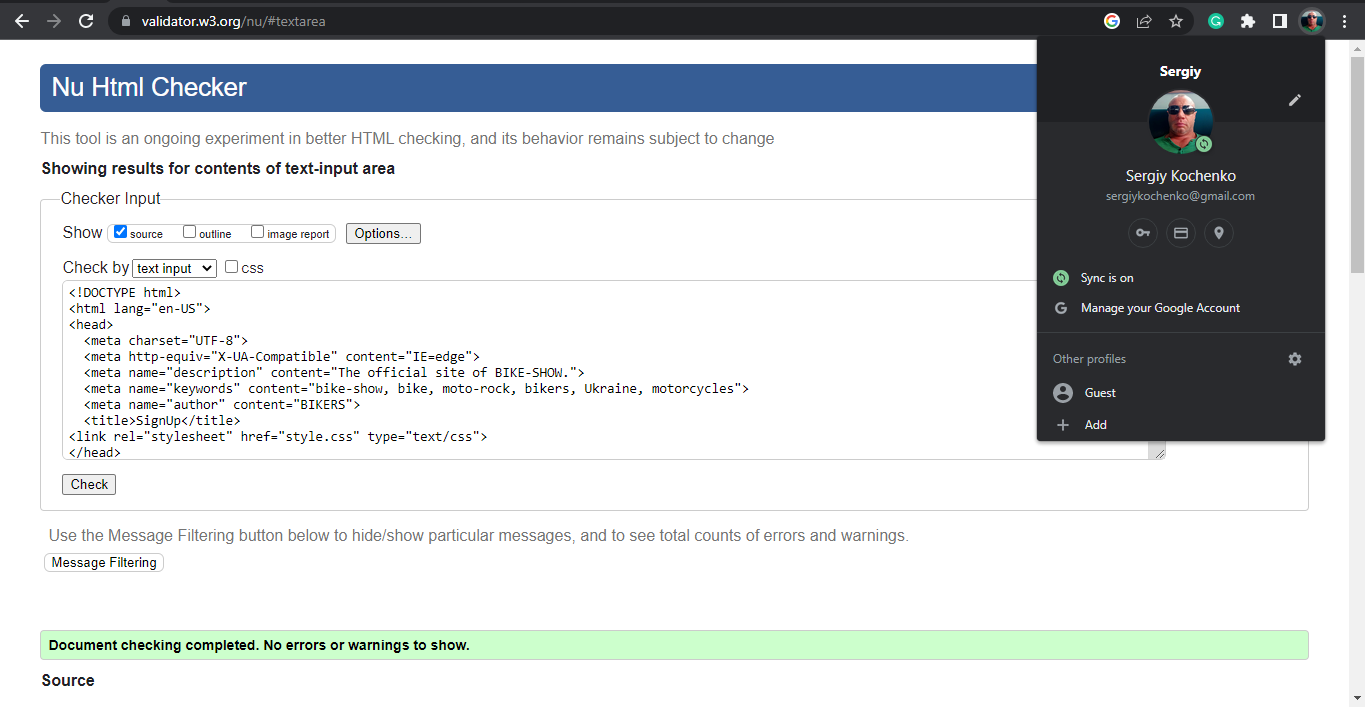 validator.w3.org/nu/#textarea
Nu Html Checker
This tool is an ongoing experiment in better HTML checking, and its behavior remains subject to change
Showing results for contents of text-input area
Checker Input
Show source outline image report Options...
Check by text input css
<!DOCTYPE html>
<html lang="en-US">
<head>
  <meta charset="UTF-8">
  <meta http-equiv="X-UA-Compatible" content="IE=edge">
  <meta name="description" content="The official site of BIKE-SHOW.">
  <meta name="keywords" content="bike-show, bike, moto-rock, bikers, Ukraine, motorcycles">
  <meta name="author" content="BIKERS">
  <title>SignUp</title>
<link rel="stylesheet" href="style.css" type="text/css">
</head>
Check
Use the Message Filtering button below to hide/show particular messages, and to see total counts of errors and warnings.
Message Filtering
Document checking completed. No errors or warnings to show.
Source
Sergiy
Sergiy Kochenko
sergiykochenko@gmail.com
Sync is on
G Manage your Google Account
Other profiles
Guest
Add